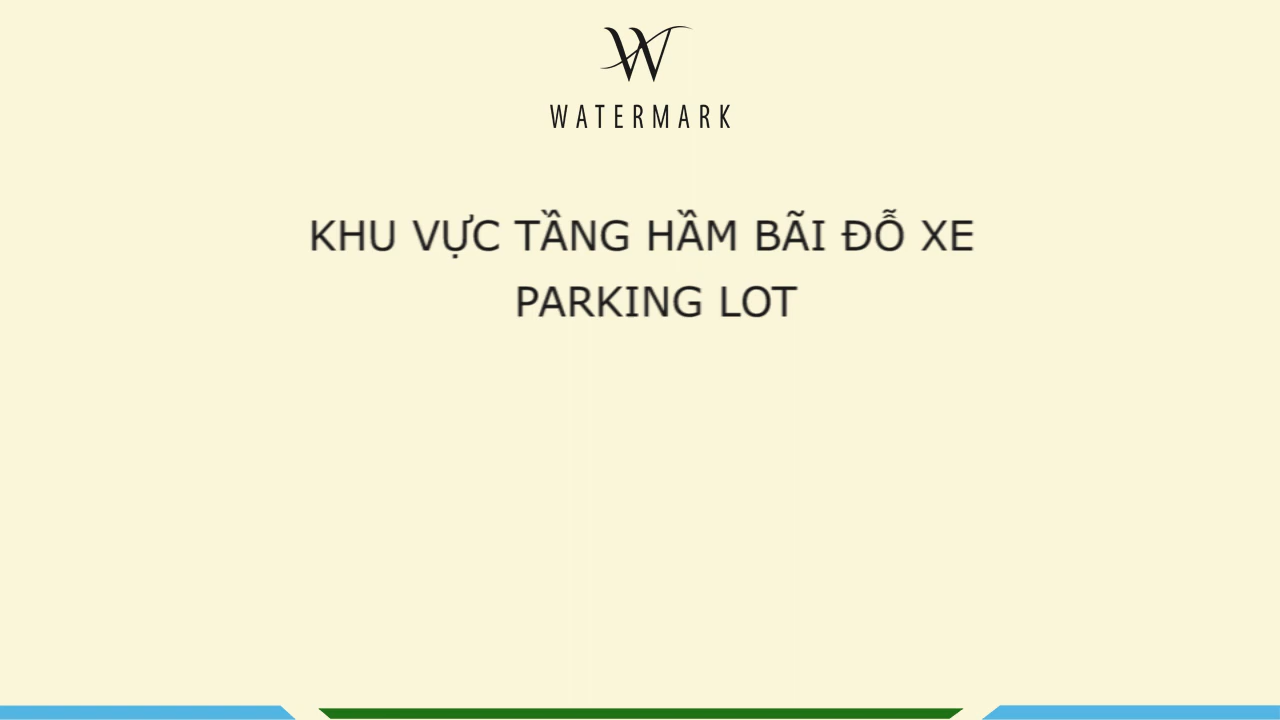 WATERMARK
KHU VỰC TẦNG HẦM BÃI ĐỖ XE
PARKING LOT